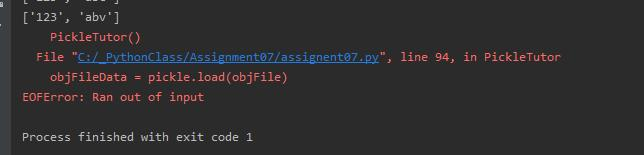 ['123', 'abv']
PickleTutor()
File "C:/_PythonClass/Assignment07/assignent07.py", line 94, in PickleTutor
objFileData = pickle.load(objFile)
EOFError: Ran out of input
Process finished with exit code 1